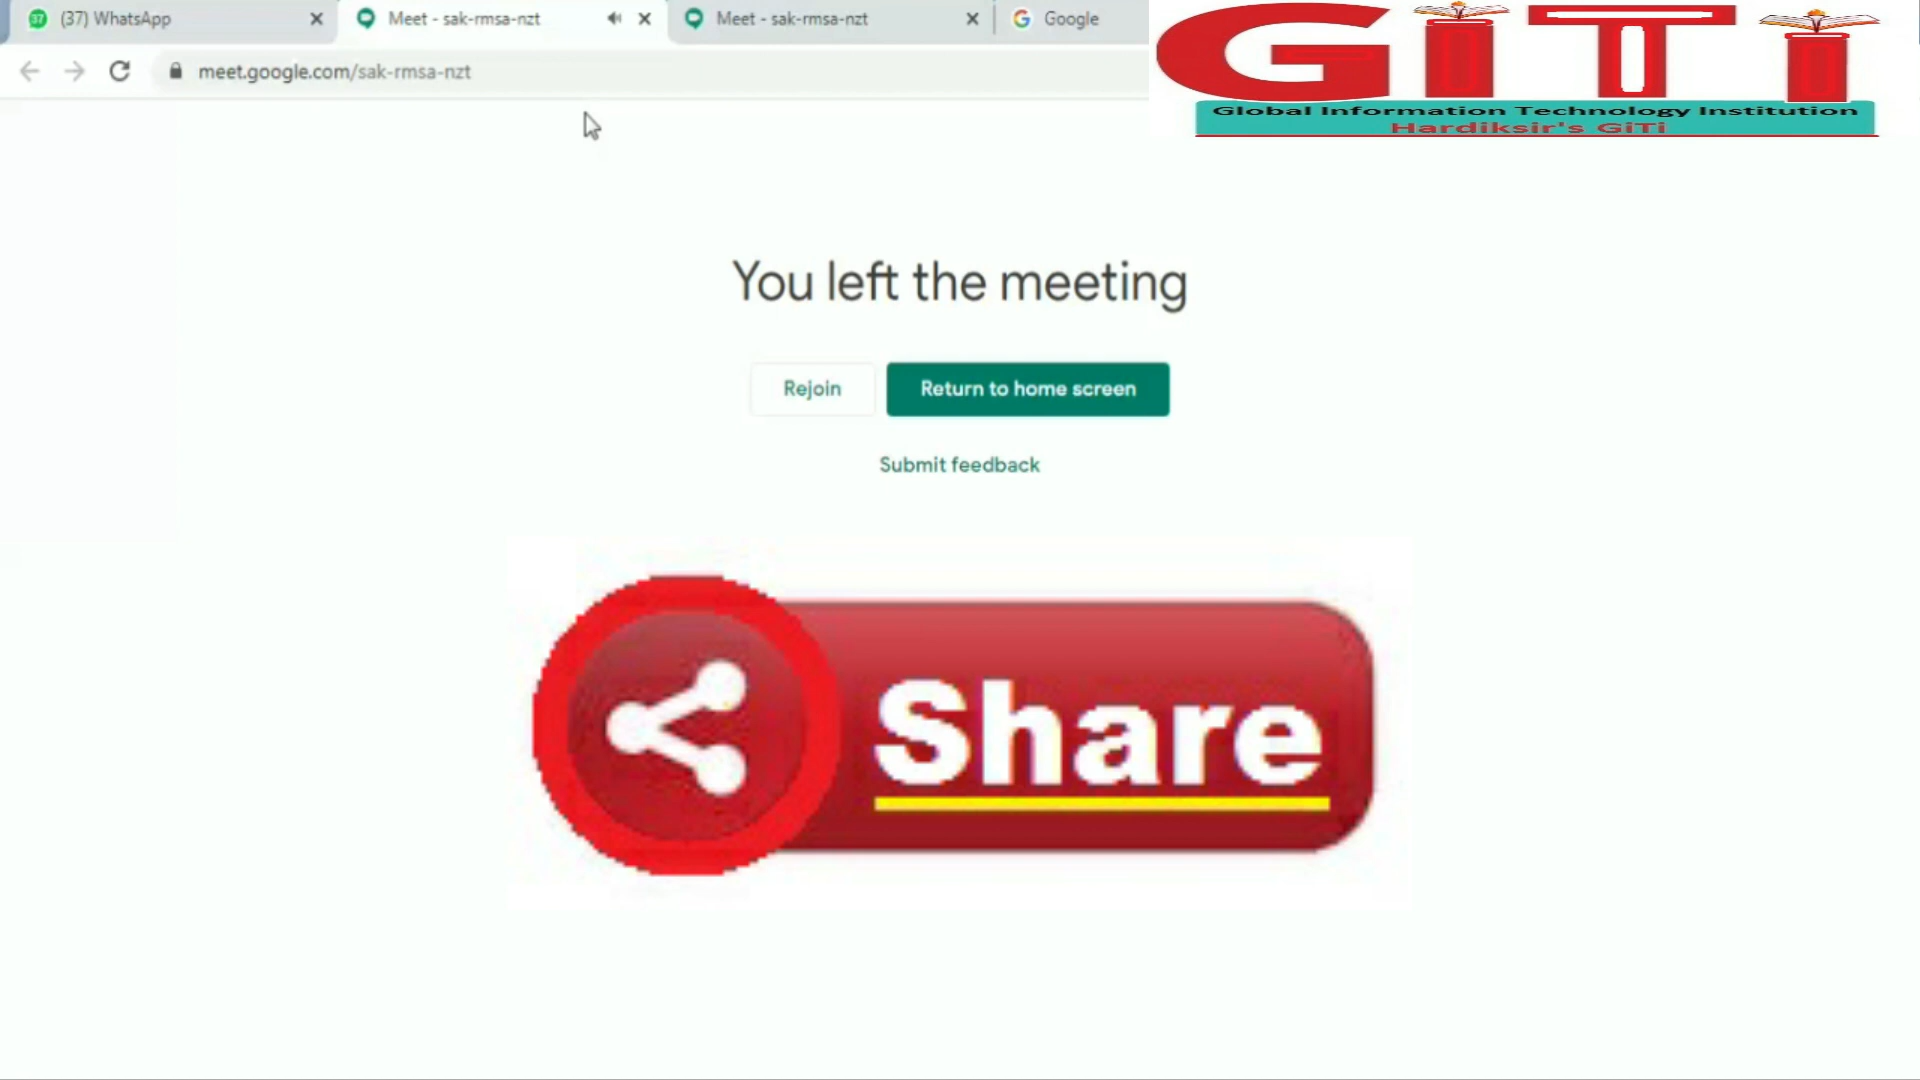 (37) WhatsApp
Meet - sak-rmsa-nzt
Meet - sak-rmsa-nzt
Google
meet.google.com/sak-rmsa-nzt
GiTi
Global Information Technology Institution
Hardiksir's GiTi
You left the meeting
Rejoin
Return to home screen
Submit feedback
Share